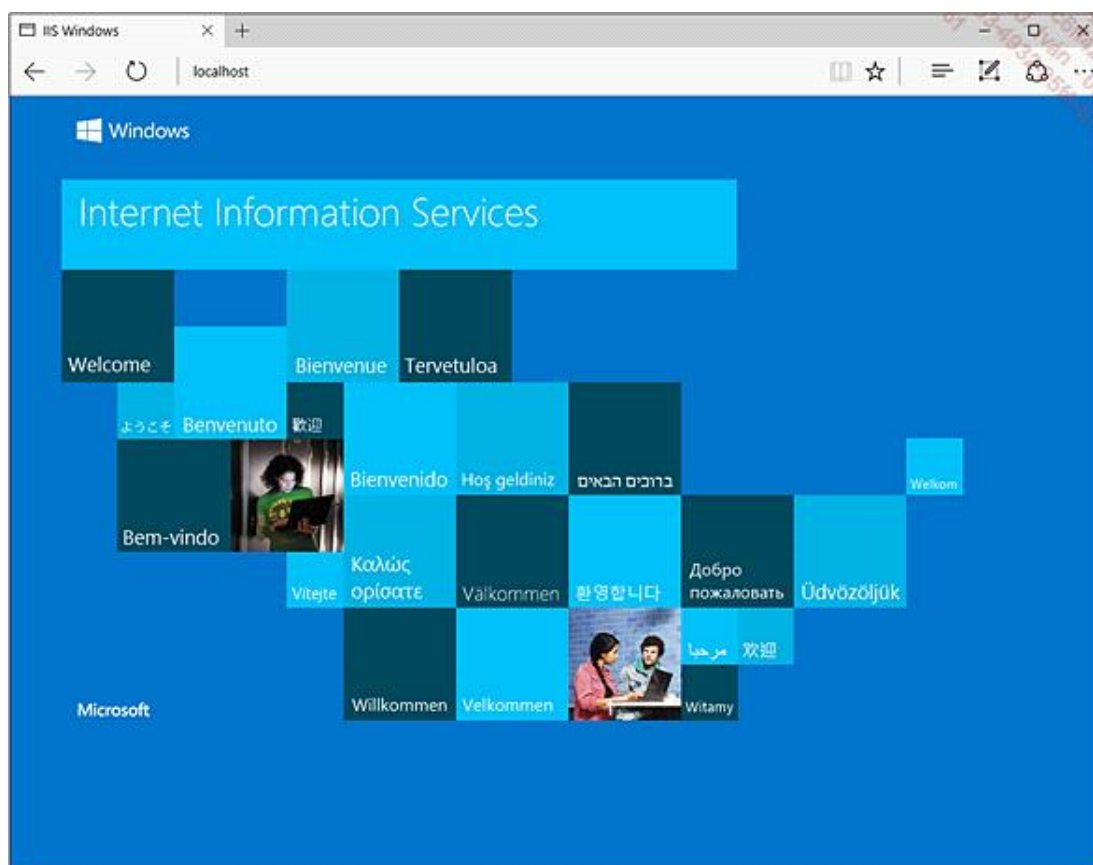 IIS Windows
localhost
Windows
Internet Information Services
Welcome
Bienvenue
Tervetuloa
ようこそ
Benvenuto
歡迎
Bienvenido
Hoş geldiniz
ברוכים הבאים
Welkom
Bem-vindo
Vítejte
Καλώς
ορίσατε
Välkommen
환영합니다
Добро
пожаловать
Üdvözöljük
مرحبا
欢迎
Microsoft
Willkommen
Velkommen
Witamy